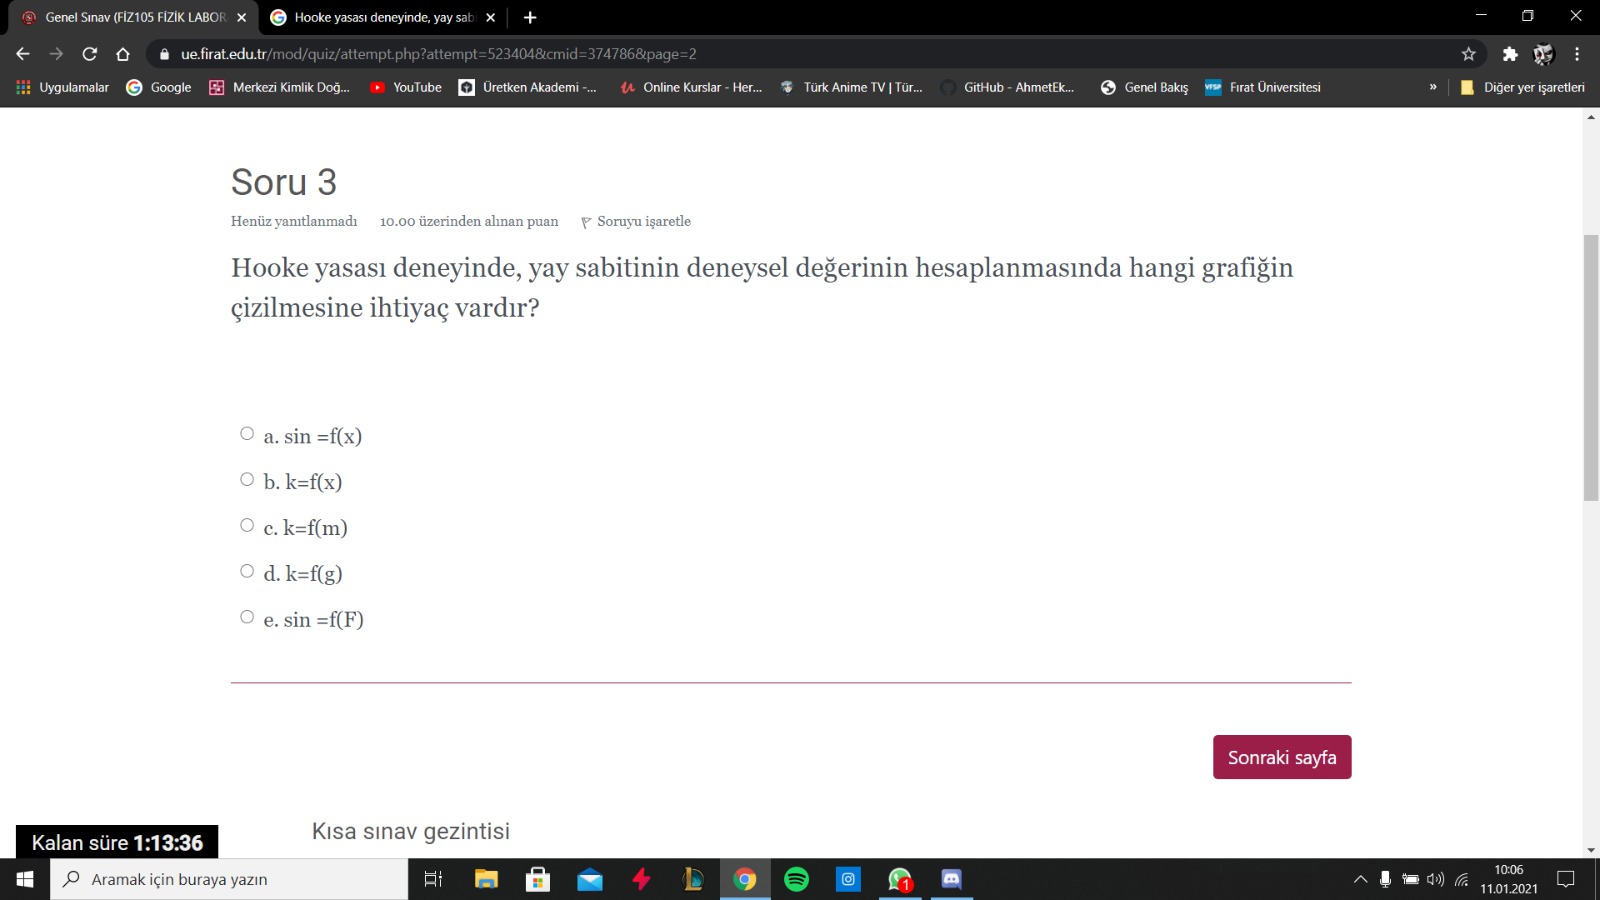 Genel Sınav (FİZ105 FİZİK LABOR
Hooke yasası deneyinde, yay sab
ue.firat.edu.tr/mod/quiz/attempt.php?attempt=523404&cmid=374786&page=2
Uygulamalar
Google
Merkezi Kimlik Doğ...
YouTube
Üretken Akademi -...
Online Kurslar - Her...
Türk Anime TV | Tür...
GitHub - AhmetEk...
Genel Bakış
VFSP
Fırat Üniversitesi
»
Diğer yer işaretleri
Soru 3
Henüz yanıtlanmadı
10.00 üzerinden alınan puan
Soruyu işaretle
Hooke yasası deneyinde, yay sabitinin deneysel değerinin hesaplanmasında hangi grafiğin
çizilmesine ihtiyaç vardır?
a. sin =f(x)
b. k=f(x)
c. k=f(m)
d. k=f(g)
e. sin =f(F)
Sonraki sayfa
Kısa sınav gezintisi
Kalan süre 1:13:36
Aramak için buraya yazın
1
10:06
11.01.2021